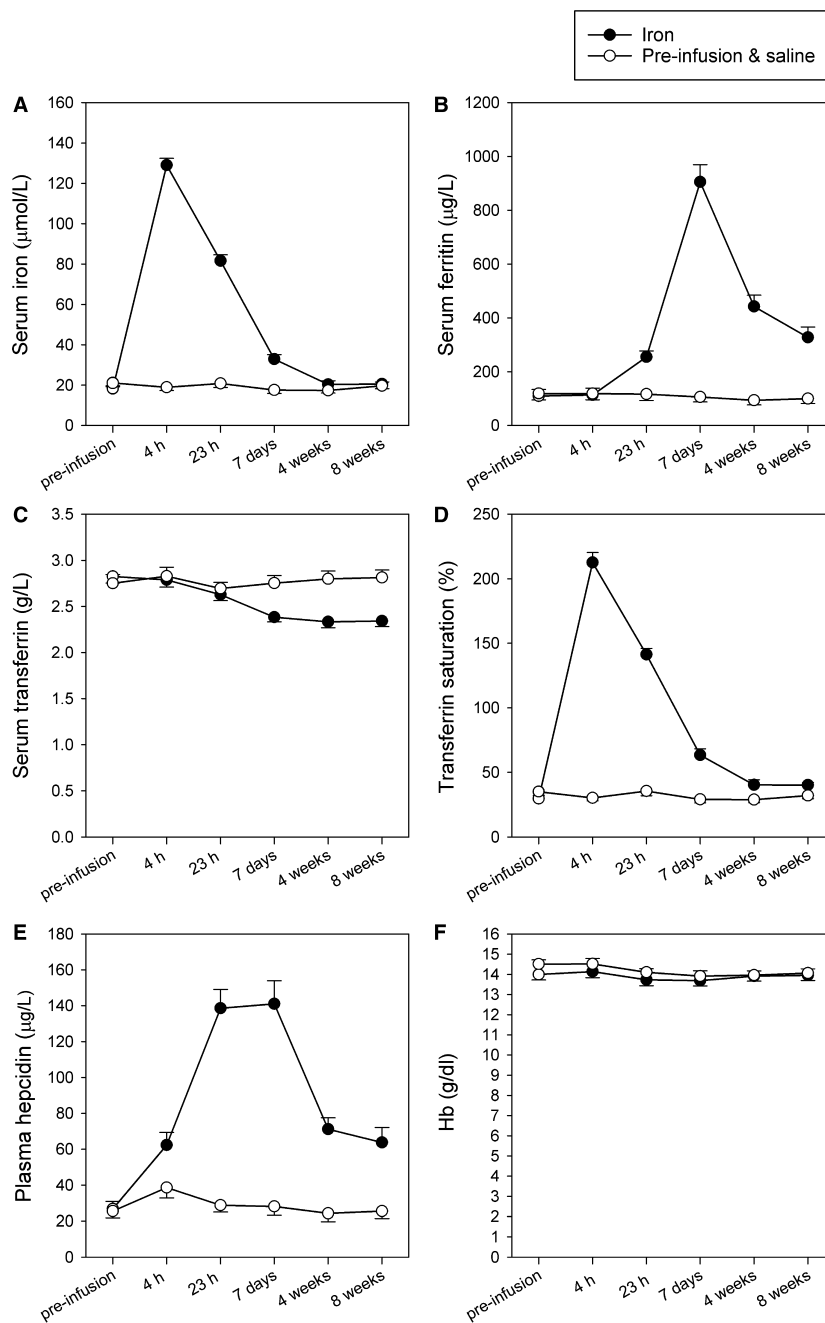 Iron
Pre-infusion & saline
A
160
140
120
100
80
60
40
20
0
Serum iron (μmol/L)
pre-infusion
4 h
23 h
7 days
4 weeks
8 weeks
B
1200
1000
800
600
400
200
0
Serum ferritin (μg/L)
pre-infusion
4 h
23 h
7 days
4 weeks
8 weeks
C
3.5
3.0
2.5
2.0
1.5
1.0
0.5
0.0
Serum transferrin (g/L)
pre-infusion
4 h
23 h
7 days
4 weeks
8 weeks
D
250
200
150
100
50
0
Transferrin saturation (%)
pre-infusion
4 h
23 h
7 days
4 weeks
8 weeks
E
180
160
140
120
100
80
60
40
20
0
Plasma hepcidin (μg/L)
pre-infusion
4 h
23 h
7 days
4 weeks
8 weeks
F
16
15
14
13
12
11
10
9
8
7
6
5
4
3
2
1
0
Hb (g/dl)
pre-infusion
4 h
23 h
7 days
4 weeks
8 weeks